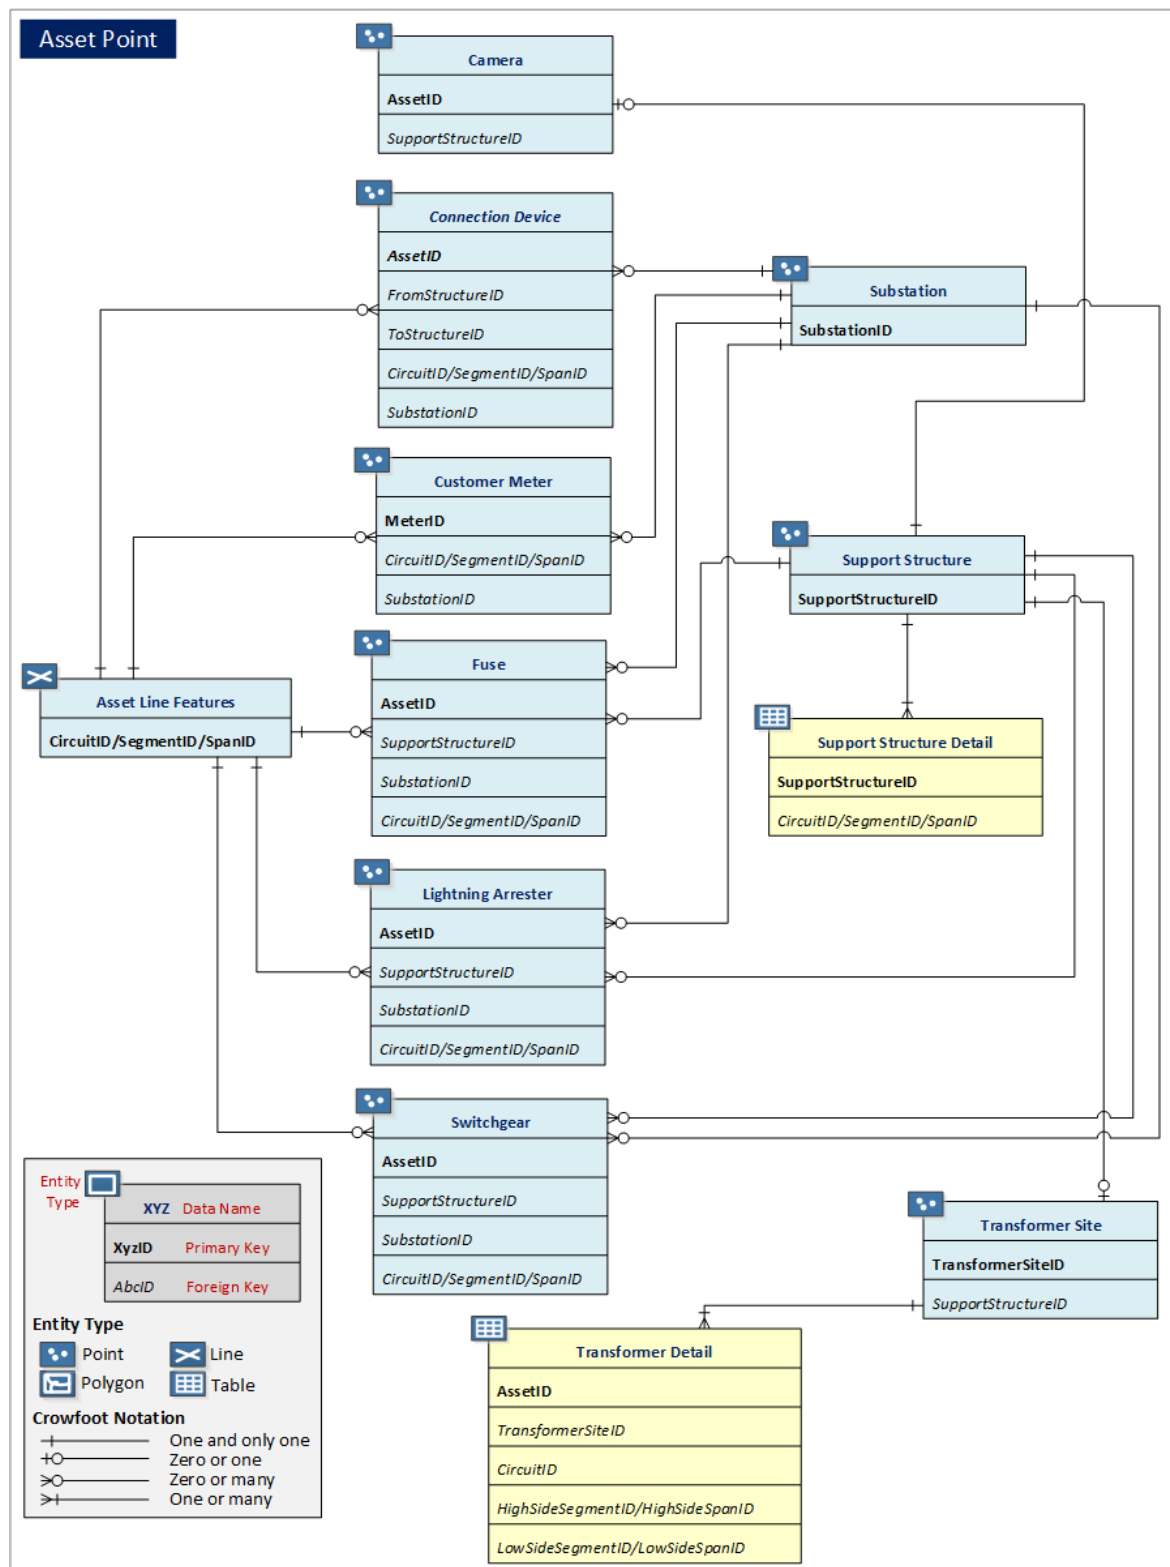 Asset Point
Camera
AssetID
SupportStructureID
Connection Device
AssetID
FromStructureID
ToStructureID
CircuitID/SegmentID/SpanID
SubstationID
Substation
SubstationID
Customer Meter
MeterID
CircuitID/SegmentID/SpanID
SubstationID
Support Structure
SupportStructureID
Fuse
AssetID
SupportStructureID
SubstationID
CircuitID/SegmentID/SpanID
Asset Line Features
CircuitID/SegmentID/SpanID
Support Structure Detail
SupportStructureID
CircuitID/SegmentID/SpanID
Lightning Arrester
AssetID
SupportStructureID
SubstationID
CircuitID/SegmentID/SpanID
Switchgear
AssetID
SupportStructureID
SubstationID
CircuitID/SegmentID/SpanID
Transformer Site
TransformerSiteID
SupportStructureID
Transformer Detail
AssetID
TransformerSiteID
CircuitID
HighSideSegmentID/HighSideSpanID
LowSideSegmentID/LowSideSpanID
Entity
Type
XYZ Data Name
XyzID Primary Key
AbcID Foreign Key
Entity Type
Point
Line
Polygon
Table
Crowfoot Notation
One and only one
Zero or one
Zero or many
One or many